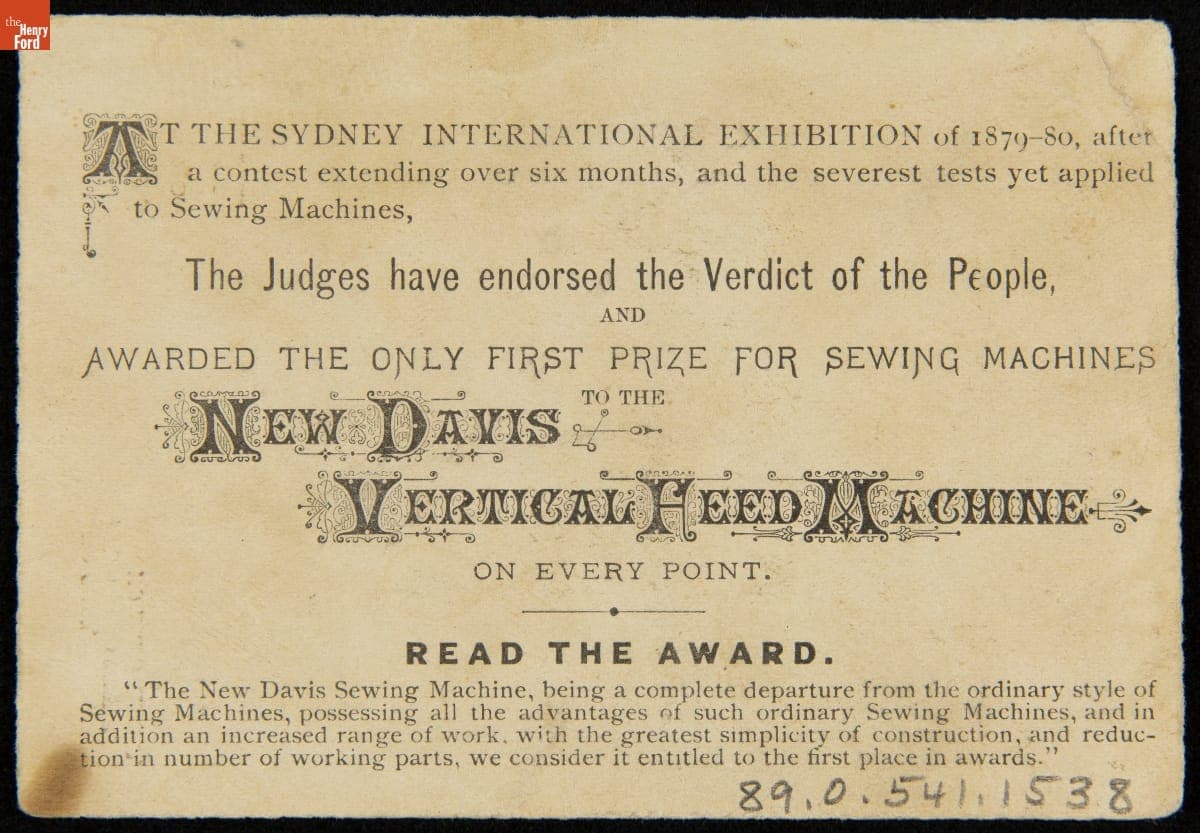 the
Henry
Ford
AT THE SYDNEY INTERNATIONAL EXHIBITION of 1879–80, after
a contest extending over six months, and the severest tests yet applied
to Sewing Machines,
The Judges have endorsed the Verdict of the People,
AND
AWARDED THE ONLY FIRST PRIZE FOR SEWING MACHINES
TO THE
NEW DAVIS
VERTICAL FEED MACHINE
ON EVERY POINT.
READ THE AWARD.
“The New Davis Sewing Machine, being a complete departure from the ordinary style of
Sewing Machines, possessing all the advantages of such ordinary Sewing Machines, and in
addition an increased range of work, with the greatest simplicity of construction, and reduc-
tion in number of working parts, we consider it entitled to the first place in awards.”
89.0.541.1538